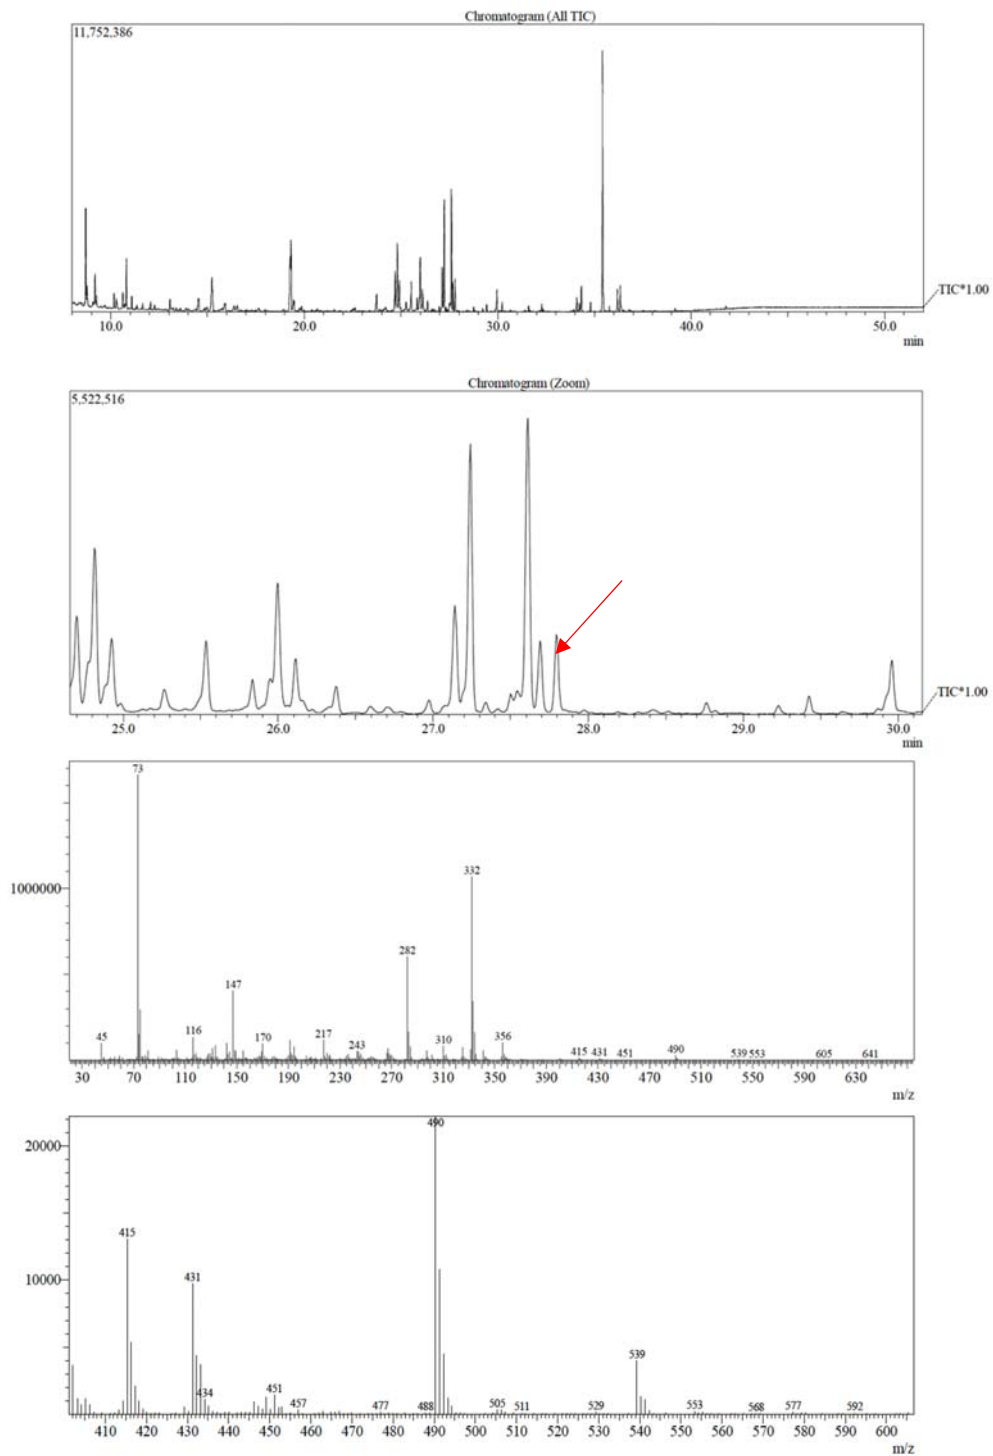 Chromatogram (All TIC)
11,752,386
TIC*1.00
10.0 20.0 30.0 40.0 50.0
min
Chromatogram (Zoom)
5,522,516
TIC*1.00
25.0 26.0 27.0 28.0 29.0 30.0
min
73
1000000
332
282
147
45 116 170 217 243 310 356 415 431 451 490 539 553 605 641
30 70 110 150 190 230 270 310 350 390 430 470 510 550 590 630
m/z
490
20000
415
431
10000
539
434 451 457 477 488 505 511 529 553 568 577 592
410 420 430 440 450 460 470 480 490 500 510 520 530 540 550 560 570 580 590 600
m/z